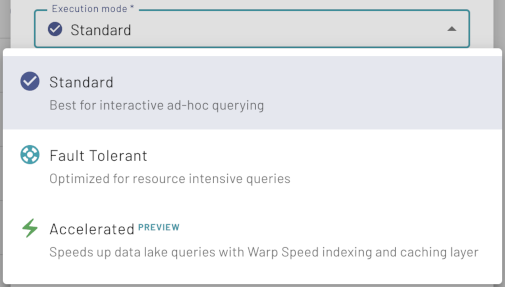 Execution mode *
Standard
Standard
Best for interactive ad-hoc querying
Fault Tolerant
Optimized for resource intensive queries
Accelerated PREVIEW
Speeds up data lake queries with Warp Speed indexing and caching layer